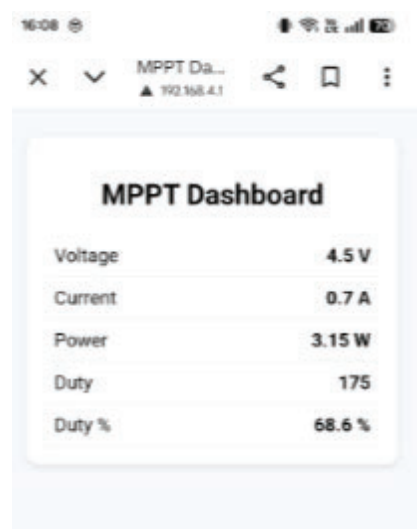 16:08
MPPT Da...
192.168.4.1
MPPT Dashboard
Voltage 4.5 V
Current 0.7 A
Power 3.15 W
Duty 175
Duty % 68.6 %